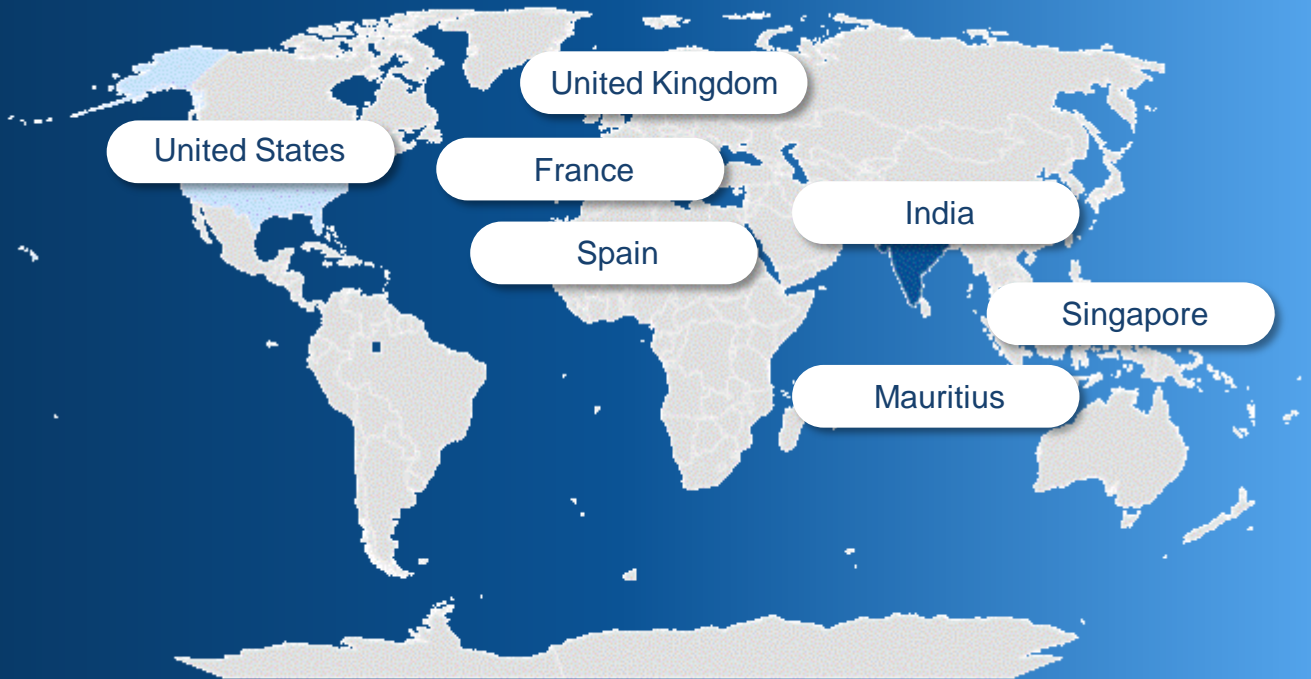 United Kingdom
United States
France
India
Spain
Singapore
Mauritius